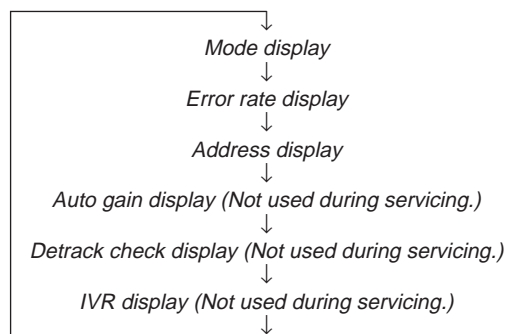 Mode display
Error rate display
Address display
Auto gain display (Not used during servicing.)
Detrack check display (Not used during servicing.)
IVR display (Not used during servicing.)